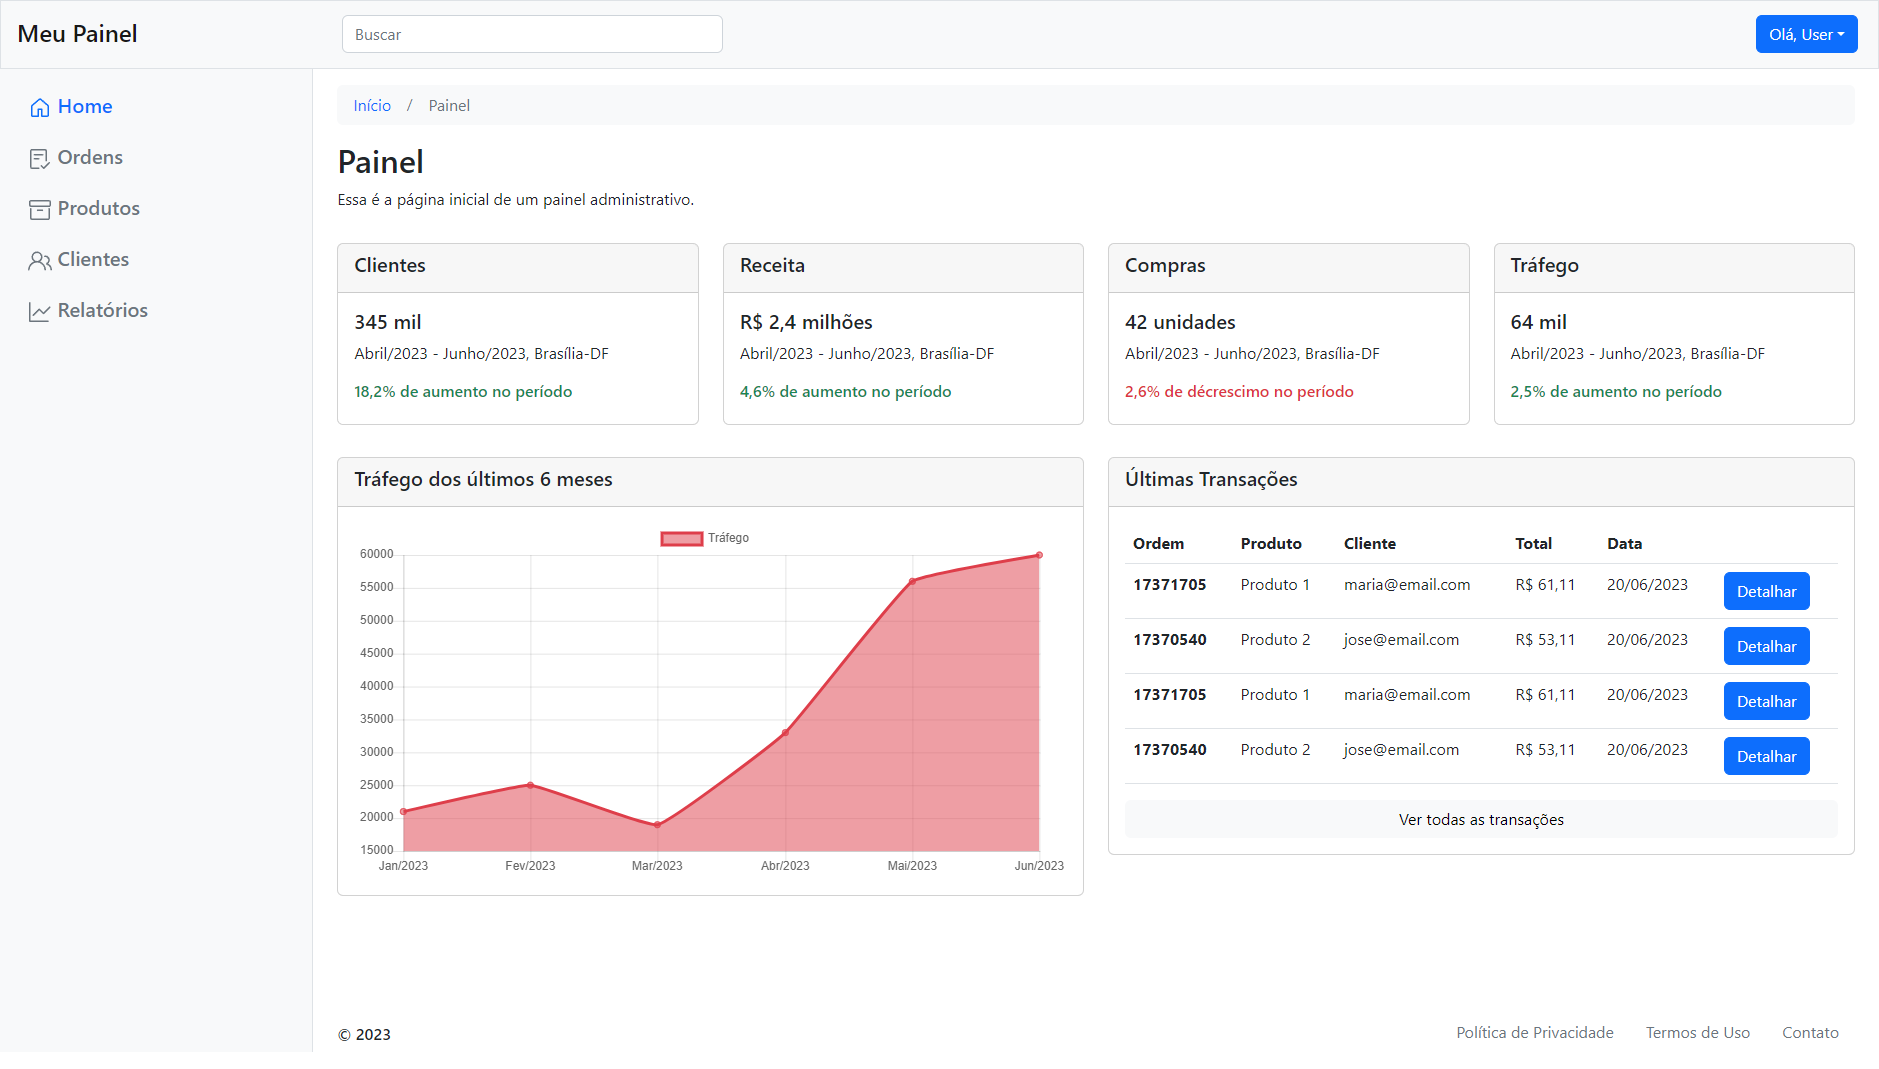 Meu Painel
Buscar
Olá, User
Home
Ordens
Produtos
Clientes
Relatórios
Início / Painel
Painel
Essa é a página inicial de um painel administrativo.
Clientes
345 mil
Abril/2023 - Junho/2023, Brasília-DF
18,2% de aumento no período
Receita
R$ 2,4 milhões
Abril/2023 - Junho/2023, Brasília-DF
4,6% de aumento no período
Compras
42 unidades
Abril/2023 - Junho/2023, Brasília-DF
2,6% de décrescimo no período
Tráfego
64 mil
Abril/2023 - Junho/2023, Brasília-DF
2,5% de aumento no período
Tráfego dos últimos 6 meses
Tráfego
60000
55000
50000
45000
40000
35000
30000
25000
20000
15000
Jan/2023 Fev/2023 Mar/2023 Abr/2023 Mai/2023 Jun/2023
Últimas Transações
Ordem Produto Cliente Total Data
17371705 Produto 1 maria@email.com R$ 61,11 20/06/2023 Detalhar
17370540 Produto 2 jose@email.com R$ 53,11 20/06/2023 Detalhar
17371705 Produto 1 maria@email.com R$ 61,11 20/06/2023 Detalhar
17370540 Produto 2 jose@email.com R$ 53,11 20/06/2023 Detalhar
Ver todas as transações
© 2023
Política de Privacidade Termos de Uso Contato